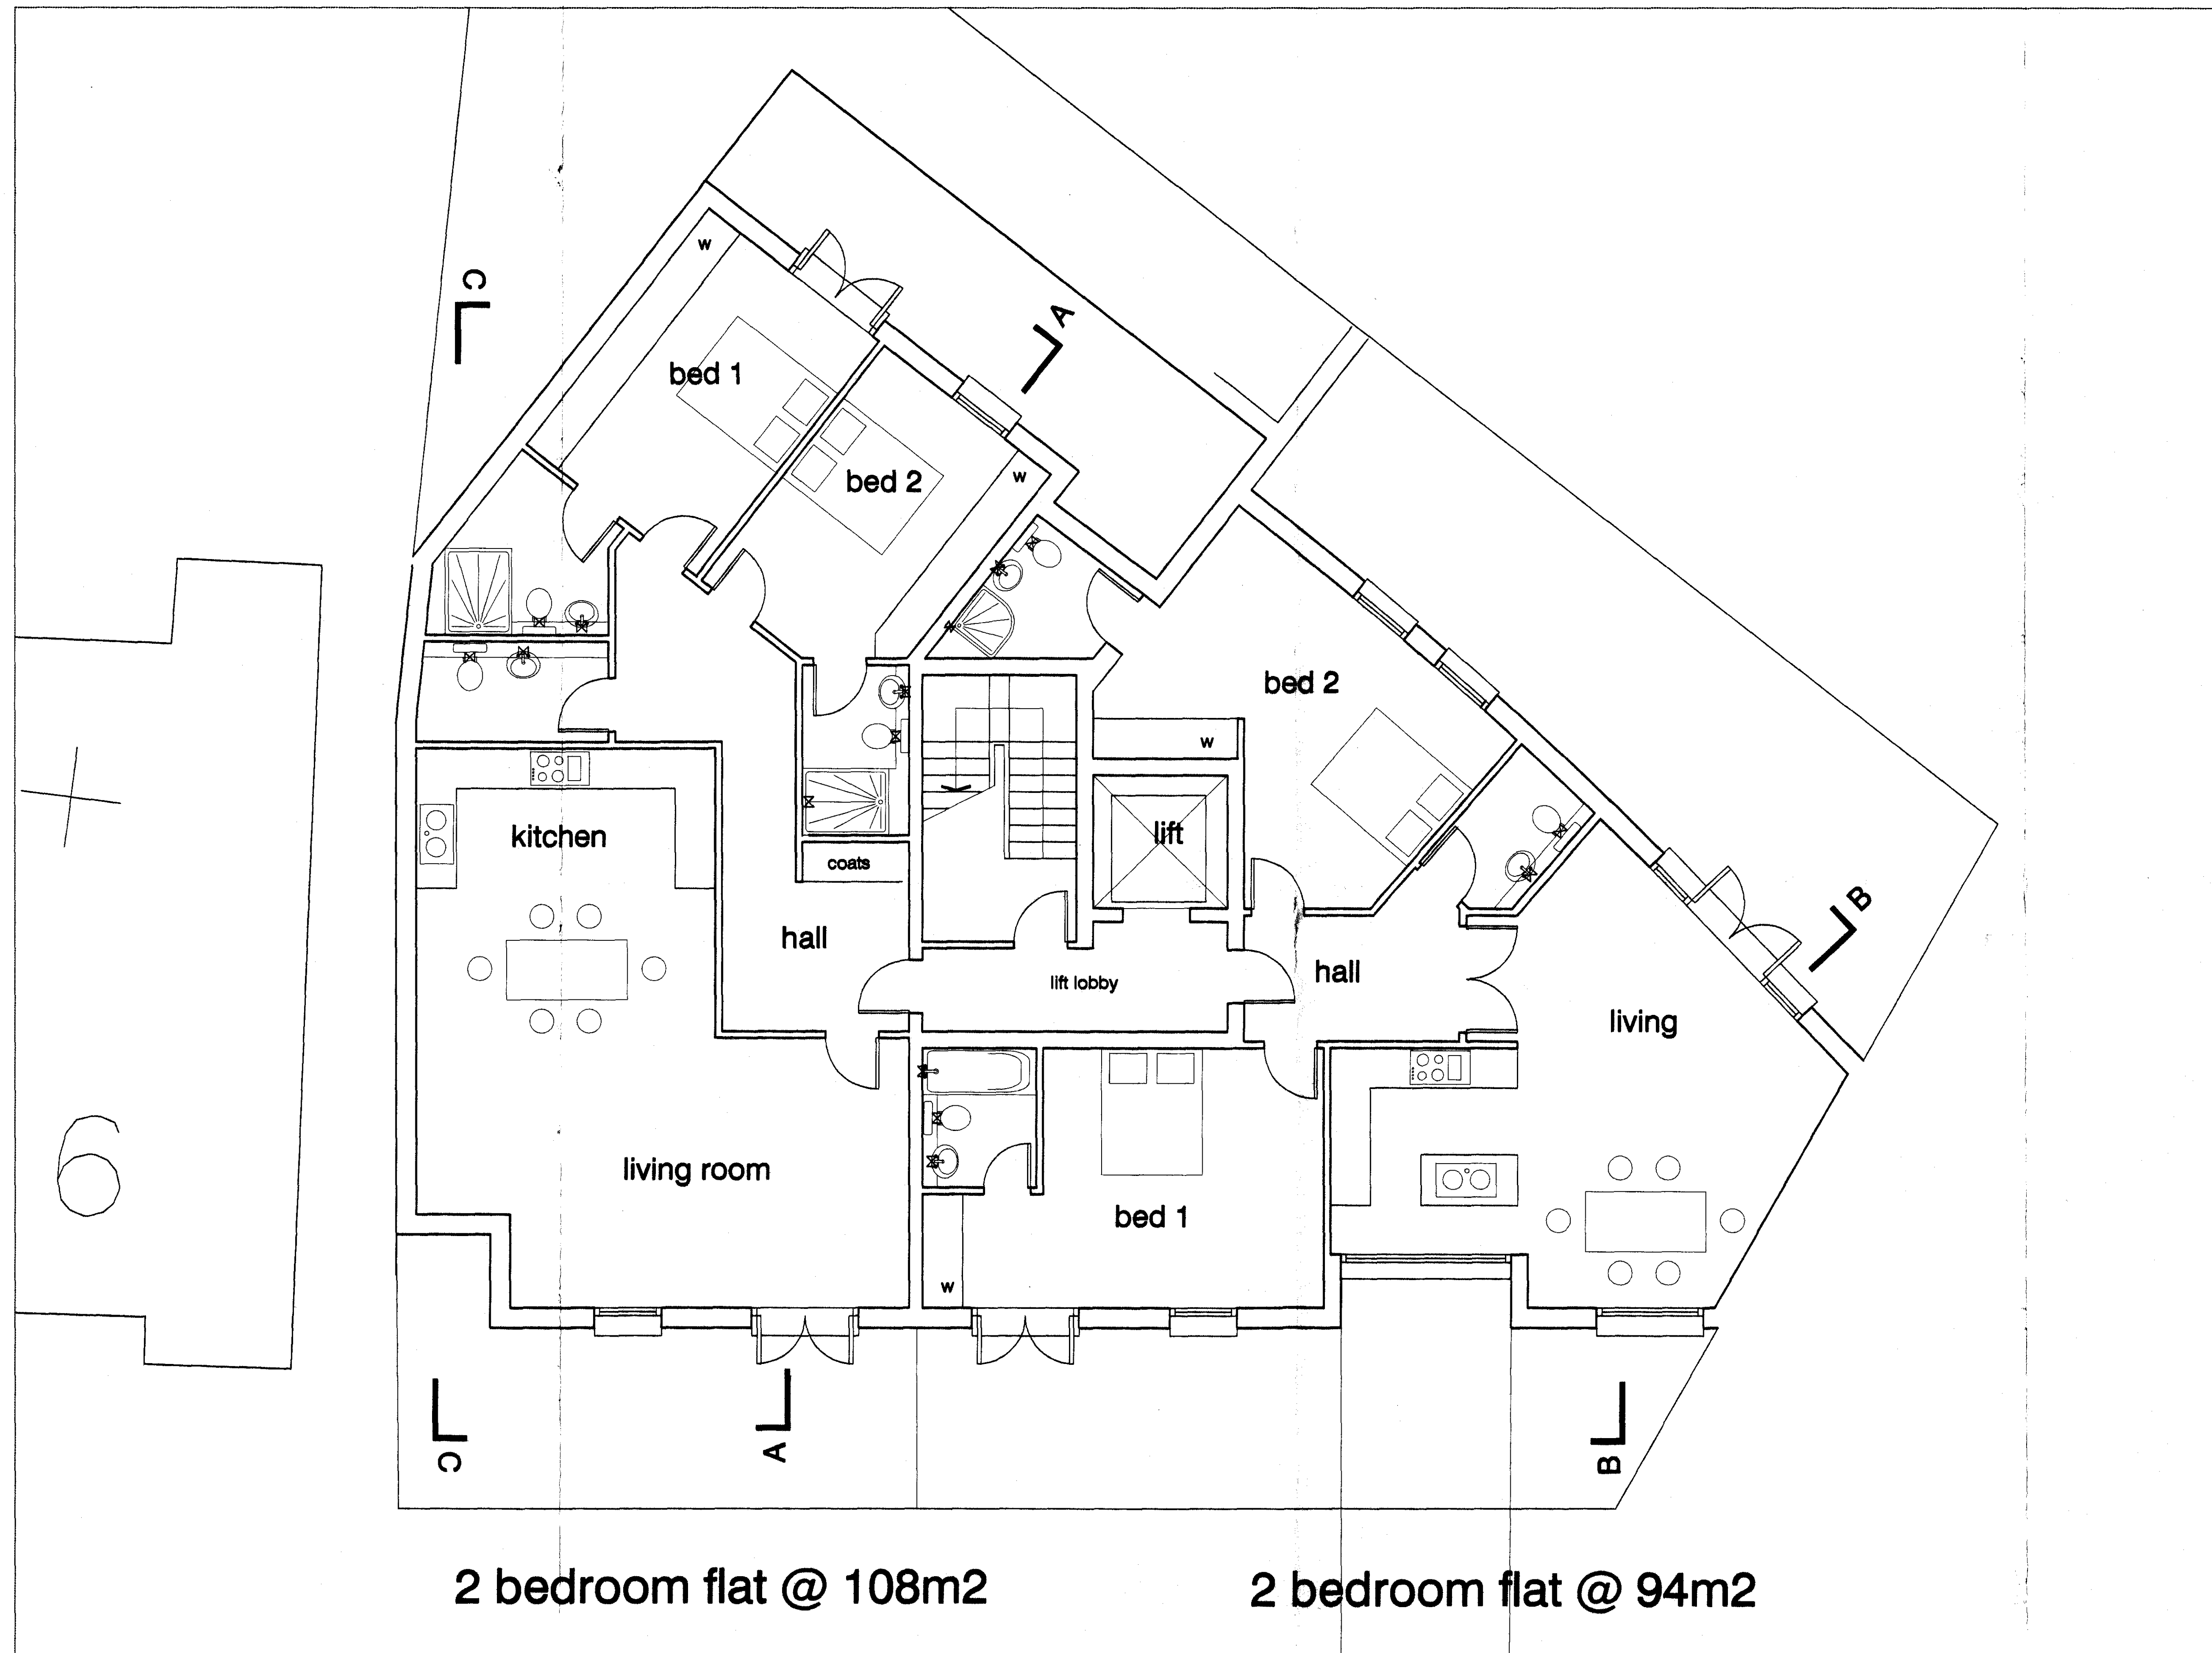 w
C
A
bed 1
bed 2
w
bed 2
w
lift
kitchen
coats
B
hall
lift lobby
hall
living
6
living room
bed 1
w
C
A
B
2 bedroom flat @ 108m2
2 bedroom flat @ 94m2